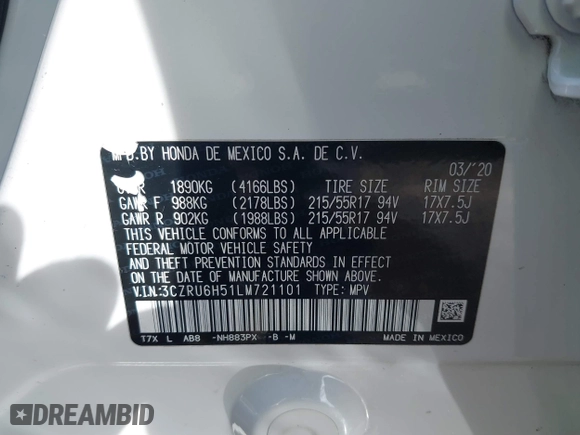 MFD.BY HONDA DE MEXICO S.A. DE C.V.
03/'20
1890KG (4166LBS) TIRE SIZE RIM SIZE
GAWR F. 988KG (2178LBS) 215/55R17 94V 17X7.5J
GAWR R 902KG (1988LBS) 215/55R17 94V 17X7.5J
THIS VEHICLE CONFORMS TO ALL APPLICABLE
FEDERAL MOTOR VEHICLE SAFETY
AND THEFT PREVENTION STANDARDS IN EFFECT
ON THE DATE OF MANUFACTURE SHOWN ABOVE.
V.I.N:3CZRU6H51LM721101 TYPE: MPV
T7X L AB8 -NH883PX---B -M
MADE IN MEXICO
DREAMBID